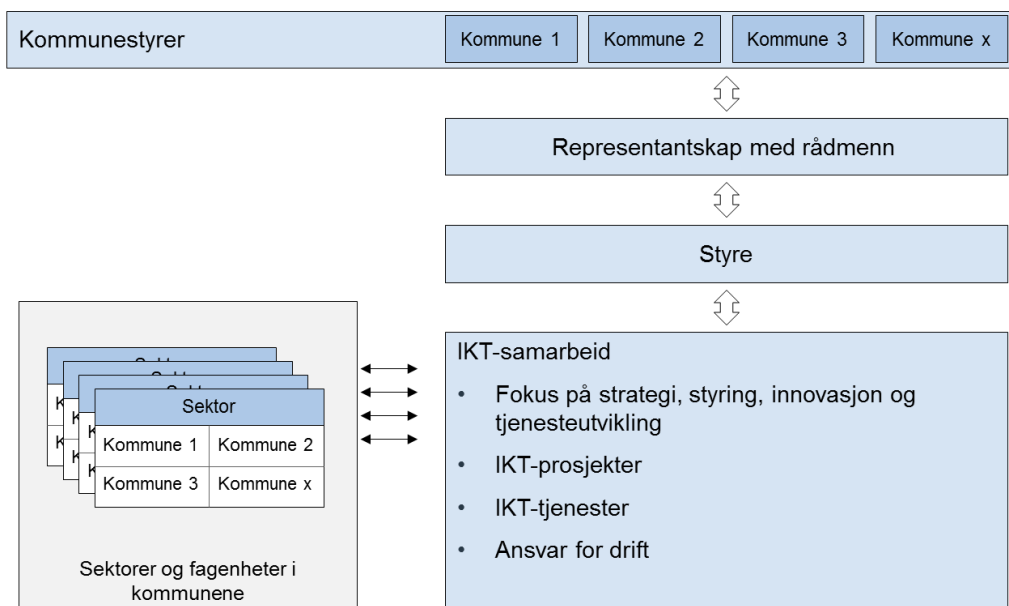 Kommunestyrer
Kommune 1
Kommune 2
Kommune 3
Kommune x
Representantskap med rådmenn
Styre
IKT-samarbeid
• Fokus på strategi, styring, innovasjon og
tjenesteutvikling
• IKT-prosjekter
• IKT-tjenester
• Ansvar for drift
Sektor
Kommune 1
Kommune 2
Kommune 3
Kommune x
Sektorer og fagenheter i
kommunene